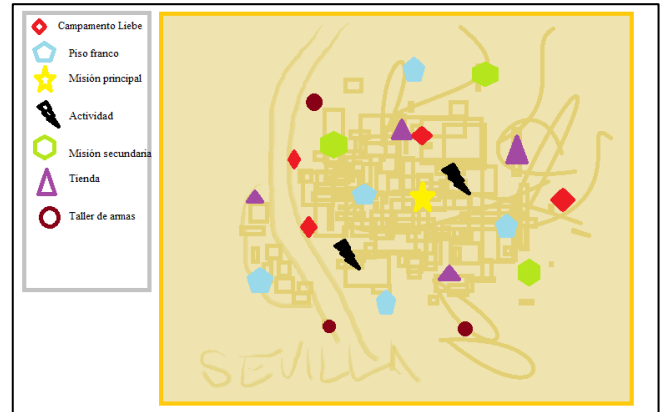 Campamento Liebe
Piso franco
Misión principal
Actividad
Misión secundaria
Tienda
Taller de armas
SEVILLA